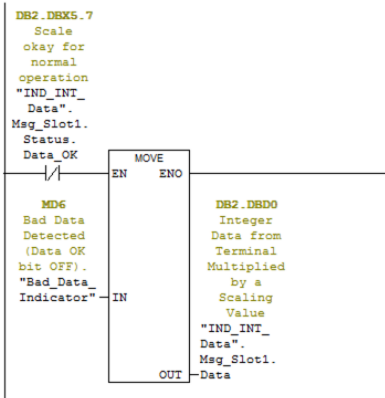 DB2.DBX5.7
Scale
okay for
normal
operation
"IND_INT_
Data".
Msg_Slot1.
Status.
Data_OK
MOVE
EN ENO
MD6
Bad Data
Detected
(Data OK
bit OFF).
"Bad_Data_
Indicator"
IN
DB2.DBD0
Integer
Data from
Terminal
Multiplied
by a
Scaling
Value
"IND_INT_
Data".
Msg_Slot1.
OUT Data